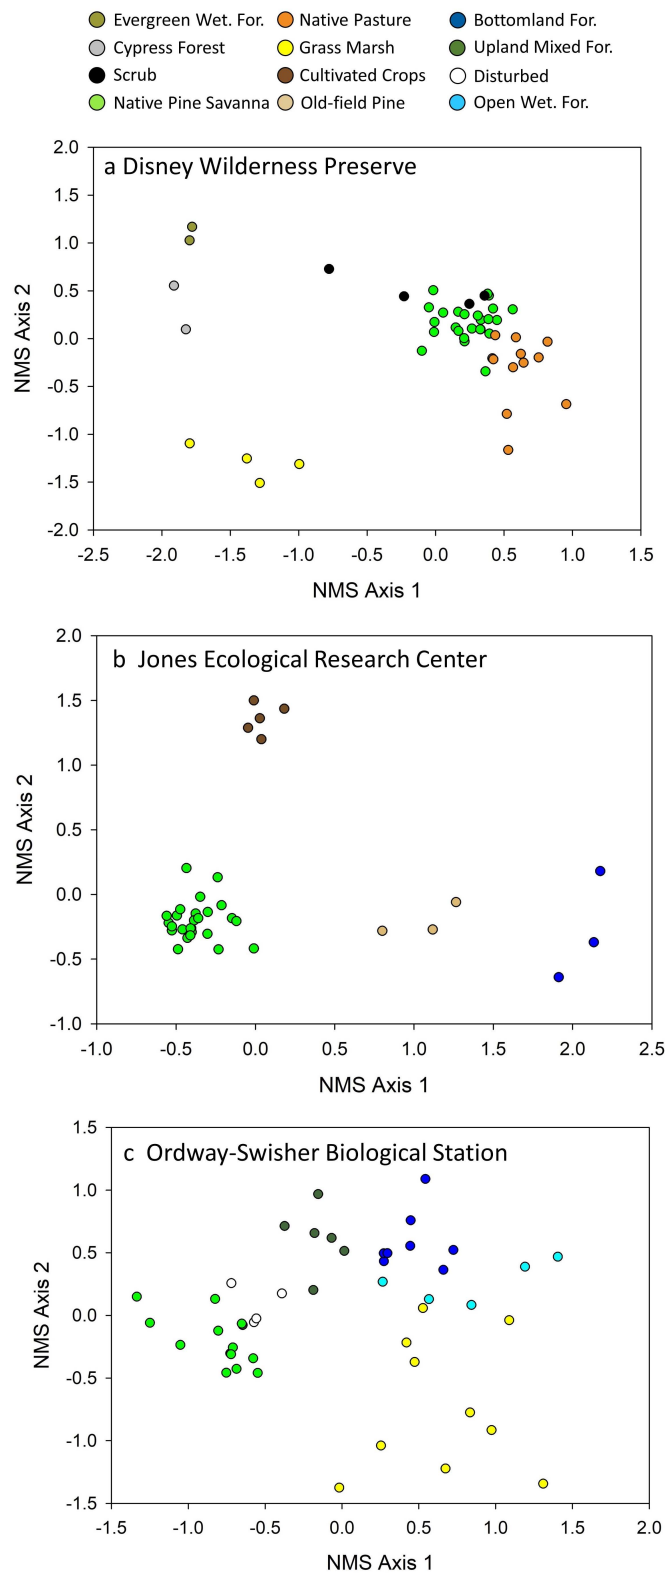 Evergreen Wet. For. Native Pasture Bottomland For.
Cypress Forest Grass Marsh Upland Mixed For.
Scrub Cultivated Crops Disturbed
Native Pine Savanna Old-field Pine Open Wet. For.
a Disney Wilderness Preserve
2.0
1.5
1.0
0.5
0.0
-0.5
-1.0
-1.5
-2.0
NMS Axis 2
-2.5 -2.0 -1.5 -1.0 -0.5 0.0 0.5 1.0 1.5
NMS Axis 1
b Jones Ecological Research Center
2.0
1.5
1.0
0.5
0.0
-0.5
-1.0
NMS Axis 2
-1.0 -0.5 0.0 0.5 1.0 1.5 2.0 2.5
NMS Axis 1
c Ordway-Swisher Biological Station
1.5
1.0
0.5
0.0
-0.5
-1.0
-1.5
NMS Axis 2
-1.5 -1.0 -0.5 0.0 0.5 1.0 1.5 2.0
NMS Axis 1